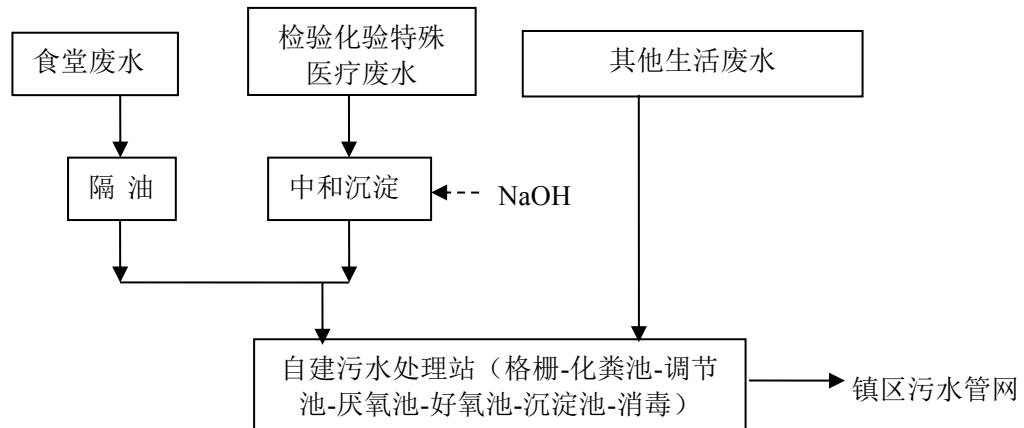 食堂废水
检验化验特殊
医疗废水
其他生活废水
隔 油
中和沉淀
NaOH
自建污水处理站（格栅-化粪池-调节
池-厌氧池-好氧池-沉淀池-消毒）
镇区污水管网